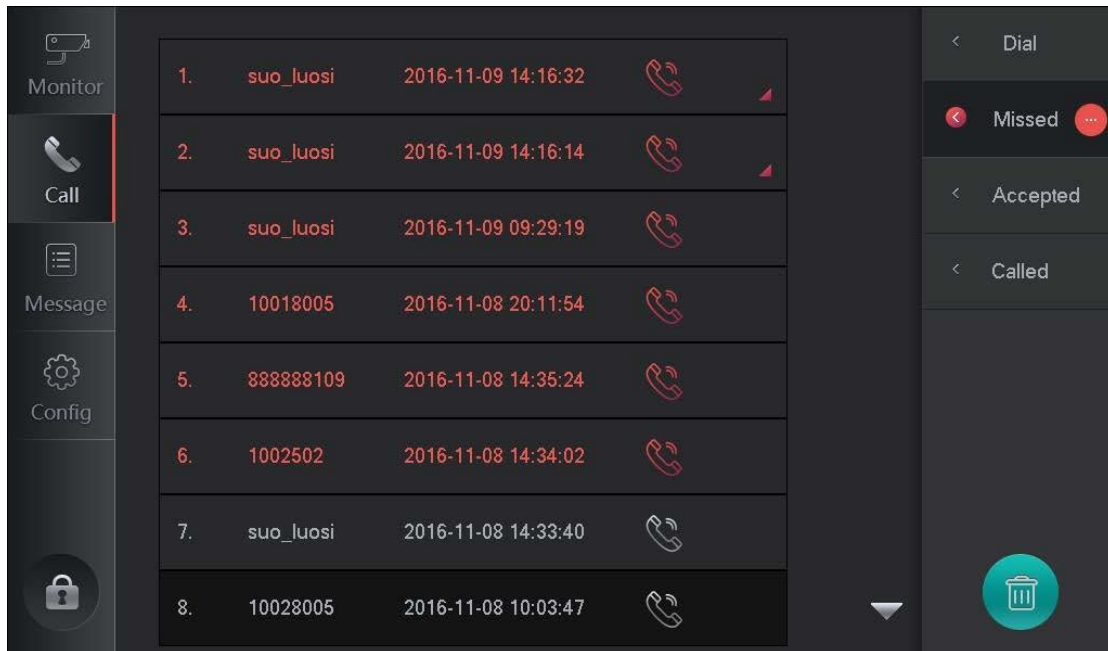 Monitor
Call
Message
Config
1. suo_luosi 2016-11-09 14:16:32
2. suo_luosi 2016-11-09 14:16:14
3. suo_luosi 2016-11-09 09:29:19
4. 10018005 2016-11-08 20:11:54
5. 888888109 2016-11-08 14:35:24
6. 1002502 2016-11-08 14:34:02
7. suo_luosi 2016-11-08 14:33:40
8. 10028005 2016-11-08 10:03:47
Dial
Missed ...
Accepted
Called